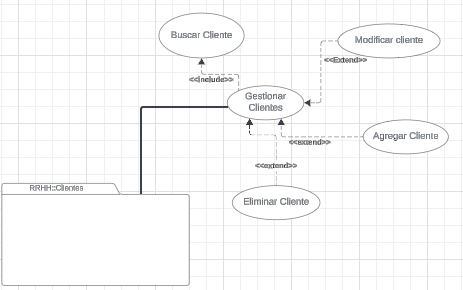 Buscar Cliente
Modificar cliente
<<Extend>>
<<include>>
Gestionar
Clientes
Agregar Cliente
<<extend>>
<<extend>>
RRHH::Clientes
Eliminar Cliente